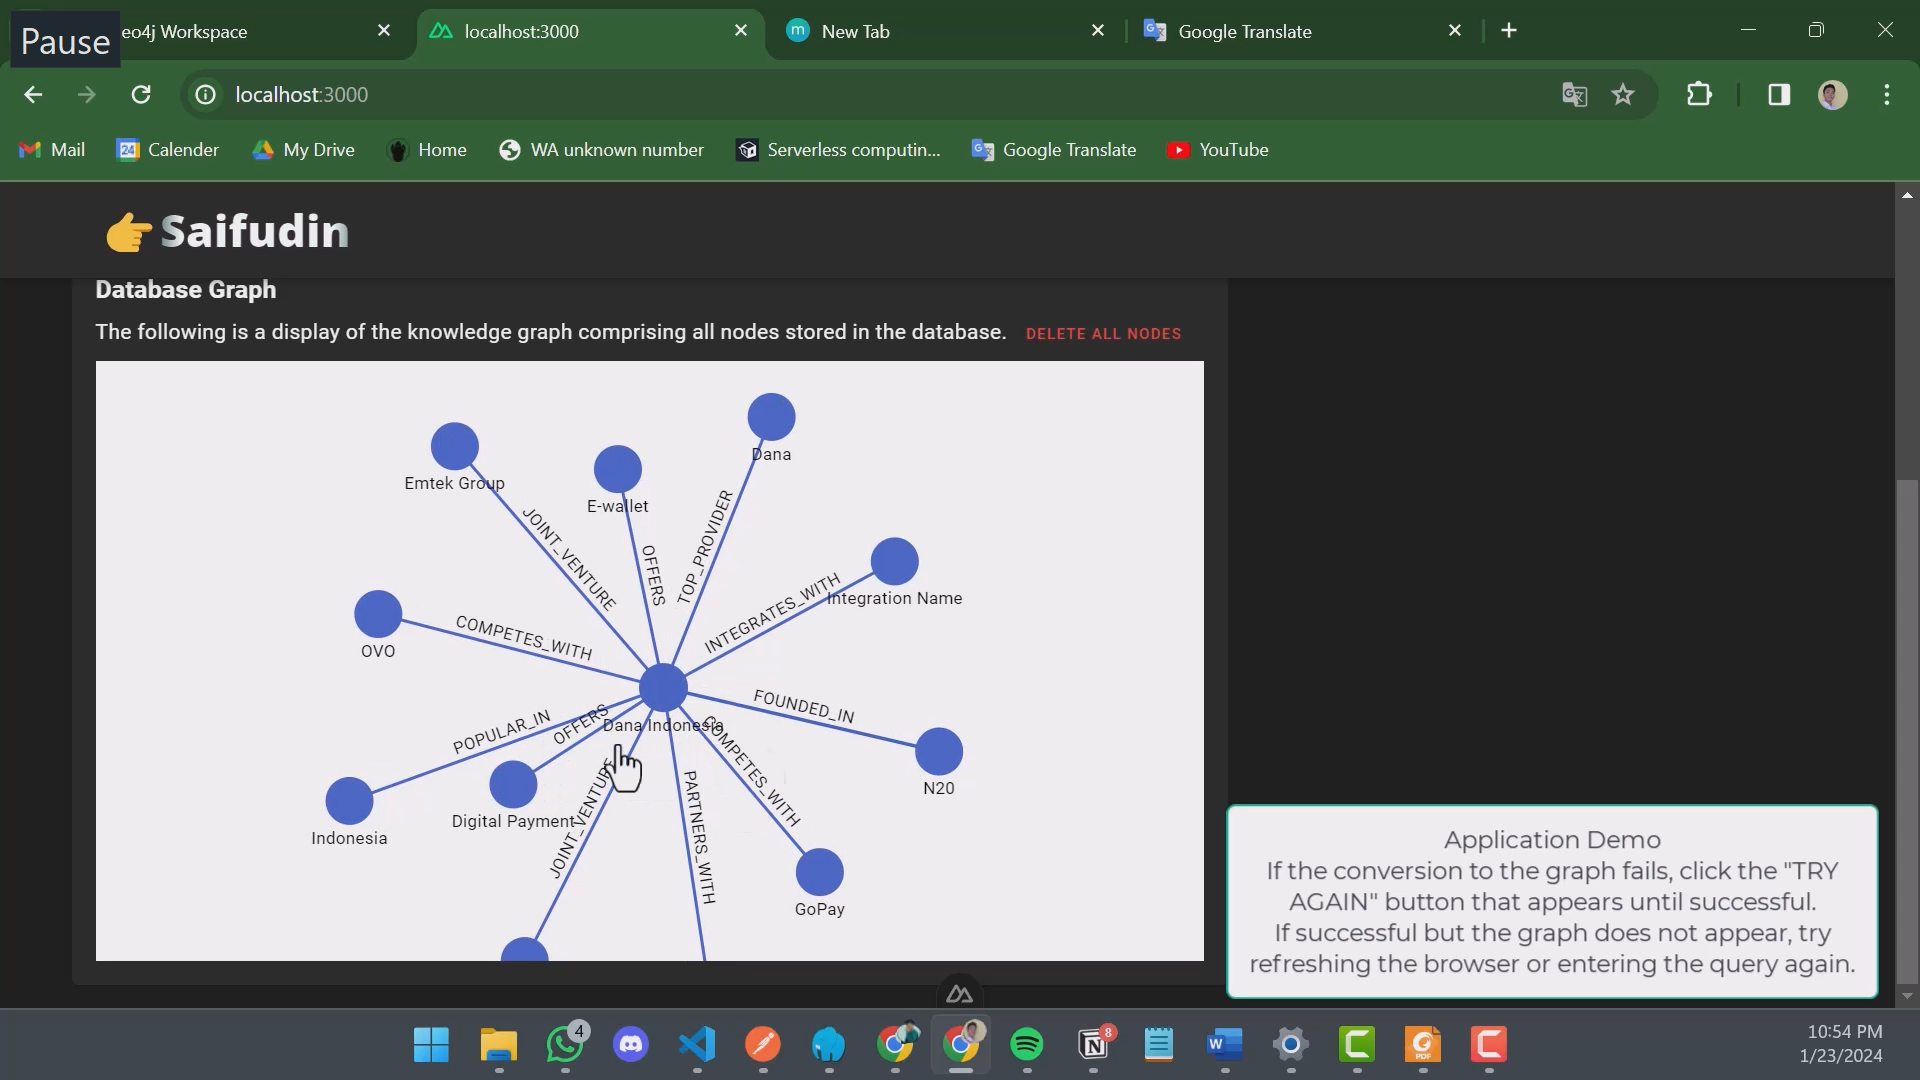 Pause
eo4j Workspace
localhost:3000
New Tab
Google Translate
localhost:3000
Mail
Calender
My Drive
Home
WA unknown number
Serverless computin...
Google Translate
YouTube
👉Saifudin
Database Graph
The following is a display of the knowledge graph comprising all nodes stored in the database.
DELETE ALL NODES
Dana
Emtek Group
E-wallet
JOINT_VENTURE
OFFERS
TOP_PROVIDER
INTEGRATES_WITH
Integration Name
COMPETES_WITH
OVO
FOUNDED_IN
Dana Indonesia
POPULAR_IN
OFFERS
COMPETES_WITH
N20
Digital Payment
Indonesia
JOINT_VENTURE
PARTNERS_WITH
GoPay
Application Demo
If the conversion to the graph fails, click the "TRY
AGAIN" button that appears until successful.
If successful but the graph does not appear, try
refreshing the browser or entering the query again.
4
8
10:54 PM
1/23/2024